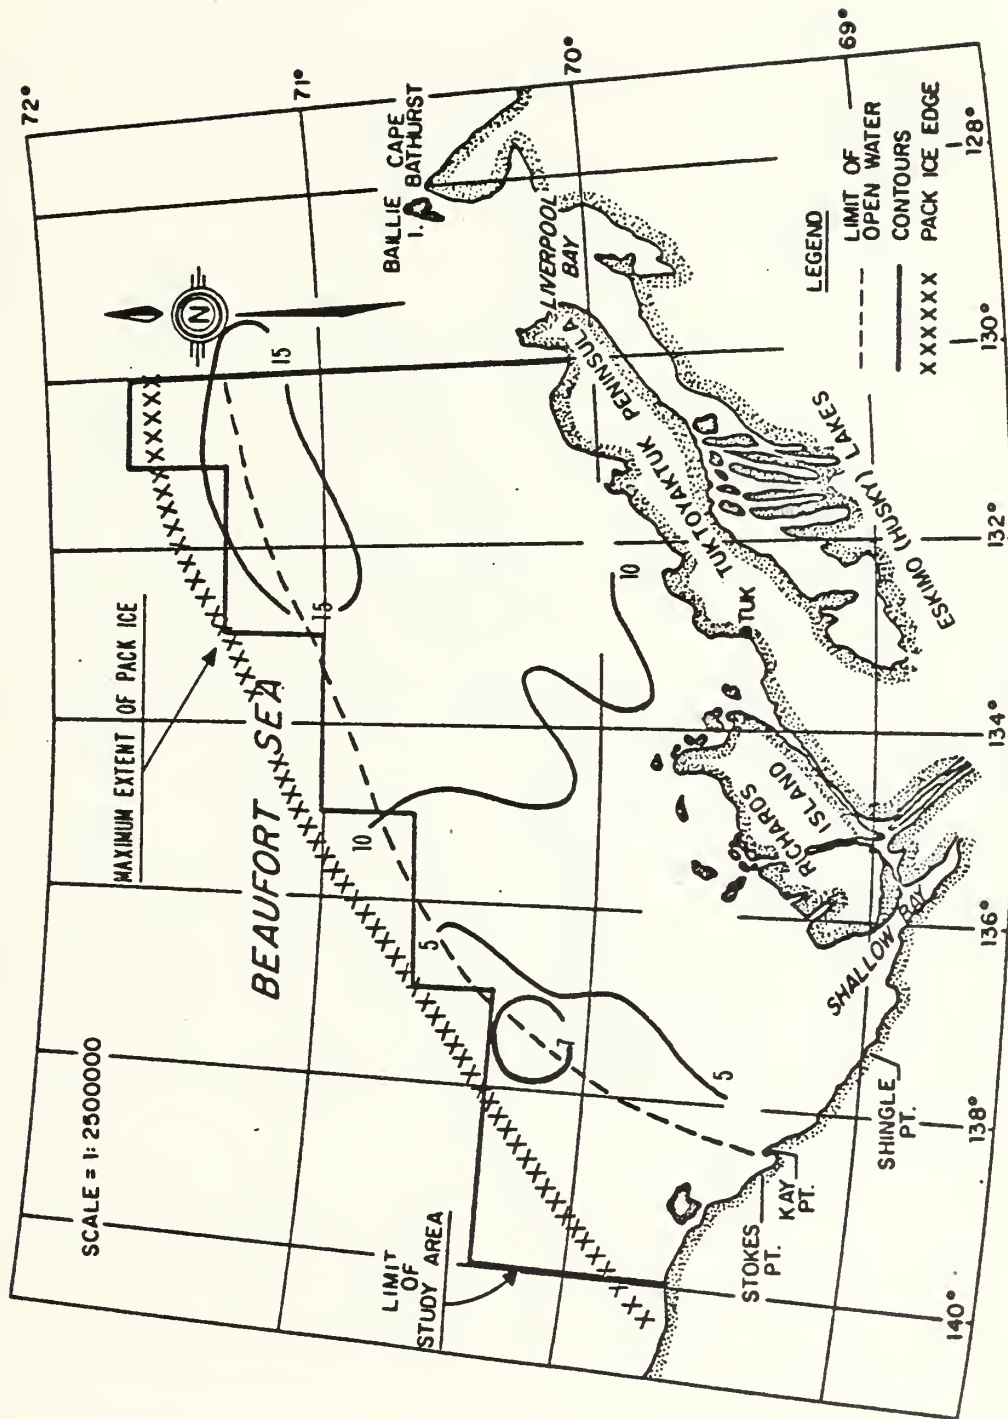 72°
71°
70°
69°
SCALE = 1: 2500000
MAXIMUM EXTENT OF PACK ICE
BEAUFORT SEA
N
BAILLIE
I.
CAPE
BATHURST
LIVERPOOL
BAY
LIMIT
OF
STUDY AREA
15
15
10
10
5
5
7
TUKTOYAKTUK PENINSULA
TUK
ESKIMO (HUSKY) LAKES
RICHARDS
ISLAND
SHALLOW BAY
SHINGLE
PT.
KAY
PT.
STOKES
PT.
LEGEND
LIMIT OF
OPEN WATER
CONTOURS
XXXXX PACK ICE EDGE
140°
138°
136°
134°
132°
130°
128°